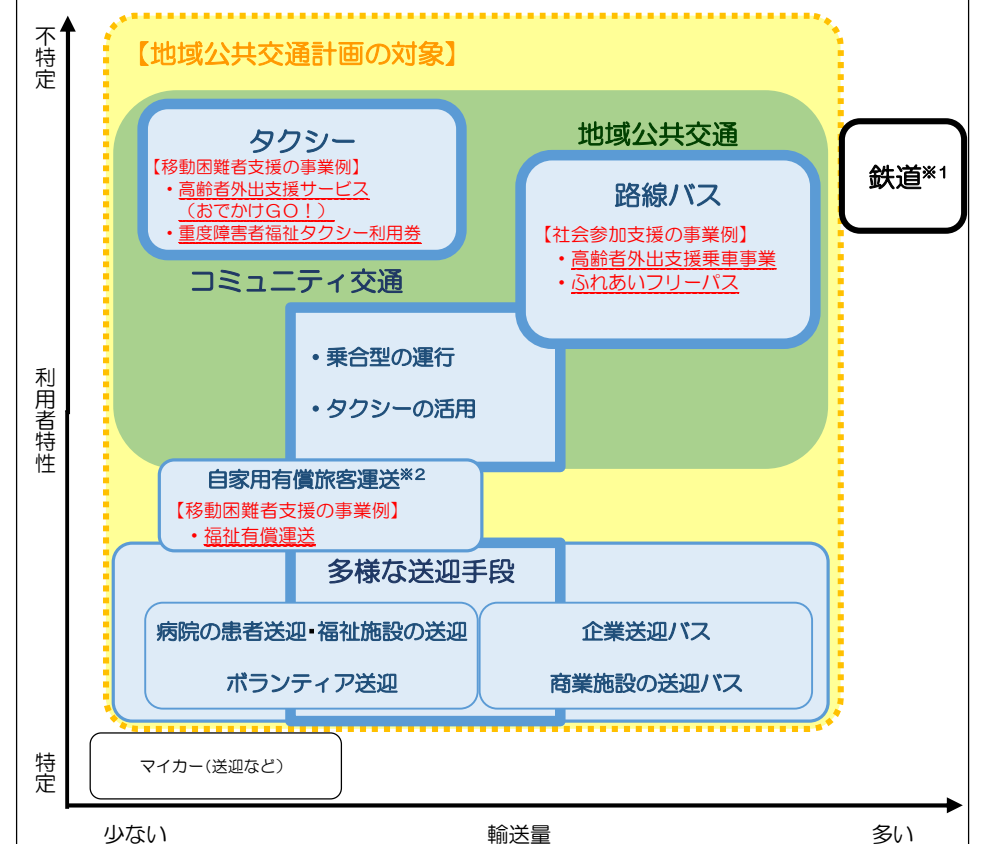 不特定
【地域公共交通計画の対象】
タクシー
【移動困難者支援の事業例】
・高齢者外出支援サービス
（おでかけＧＯ！）
・重度障害者福祉タクシー利用券
地域公共交通
路線バス
【社会参加支援の事業例】
・高齢者外出支援乗車事業
・ふれあいフリーパス
鉄道※1
コミュニティ交通
・乗合型の運行
・タクシーの活用
利用者特性
自家用有償旅客運送※2
【移動困難者支援の事業例】
・福祉有償運送
多様な送迎手段
病院の患者送迎・福祉施設の送迎
ボランティア送迎
企業送迎バス
商業施設の送迎バス
特定
マイカー（送迎など）
少ない
輸送量
多い